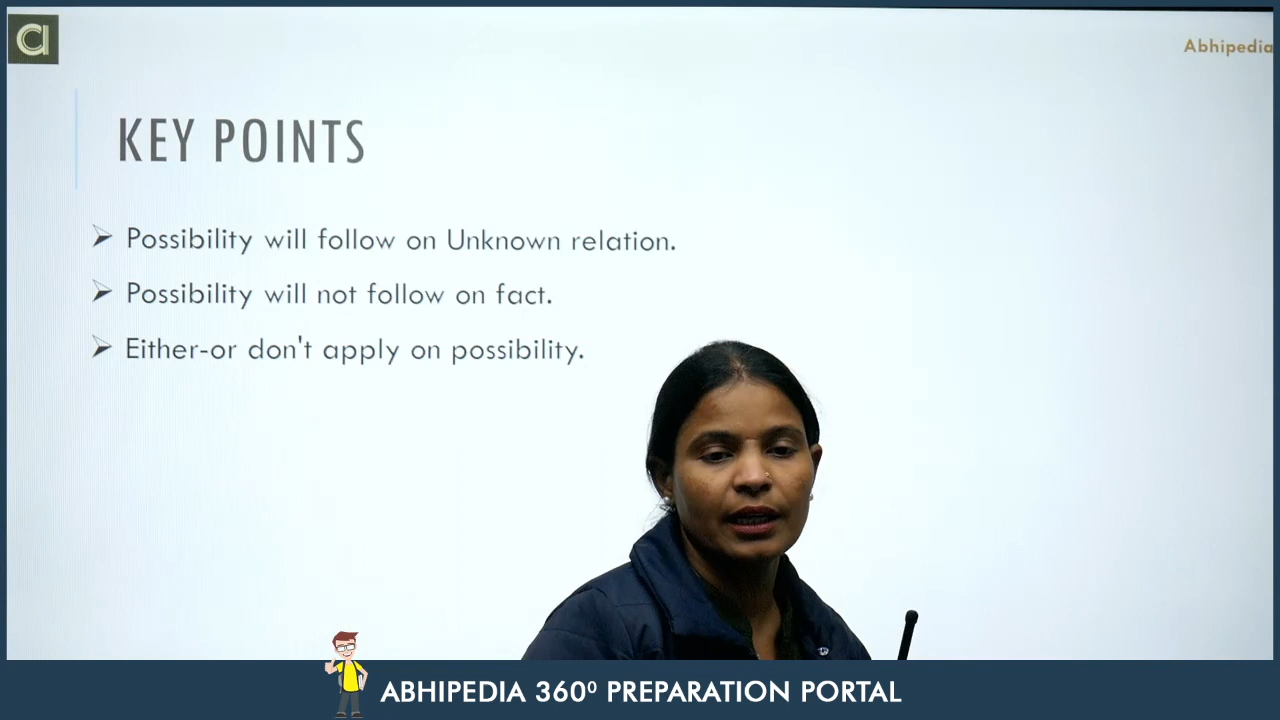 Abhipedia
KEY POINTS
Possibility will follow on Unknown relation.
Possibility will not follow on fact.
Either-or don't apply on possibility.
ABHIPEDIA 360⁰ PREPARATION PORTAL